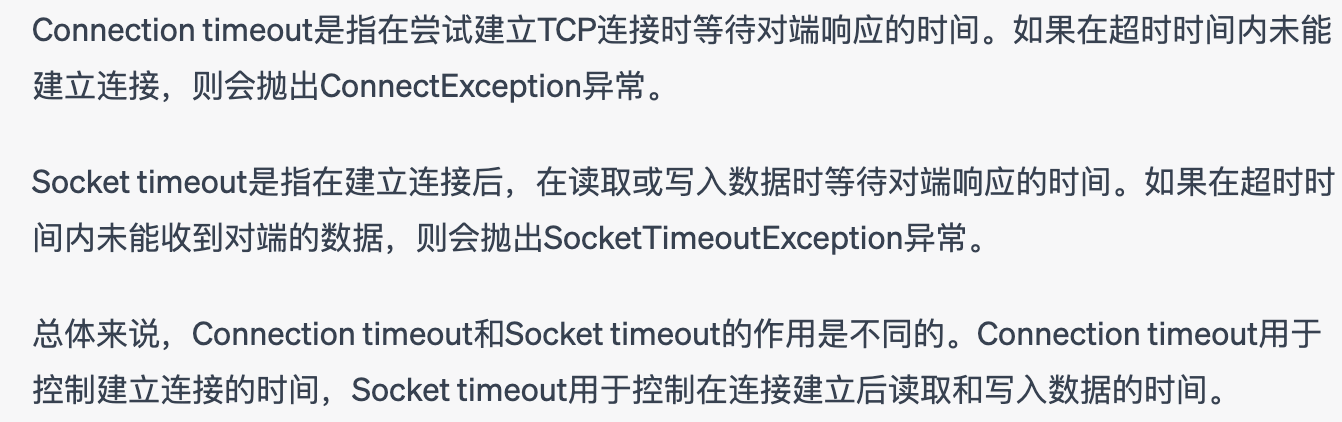 Connection timeout是指在尝试建立TCP连接时等待对端响应的时间。如果在超时时间内未能
建立连接，则会抛出ConnectException异常。
Socket timeout是指在建立连接后，在读取或写入数据时等待对端响应的时间。如果在超时时
间内未能收到对端的数据，则会抛出SocketTimeoutException异常。
总体来说，Connection timeout和Socket timeout的作用是不同的。Connection timeout用于
控制建立连接的时间，Socket timeout用于控制在连接建立后读取和写入数据的时间。